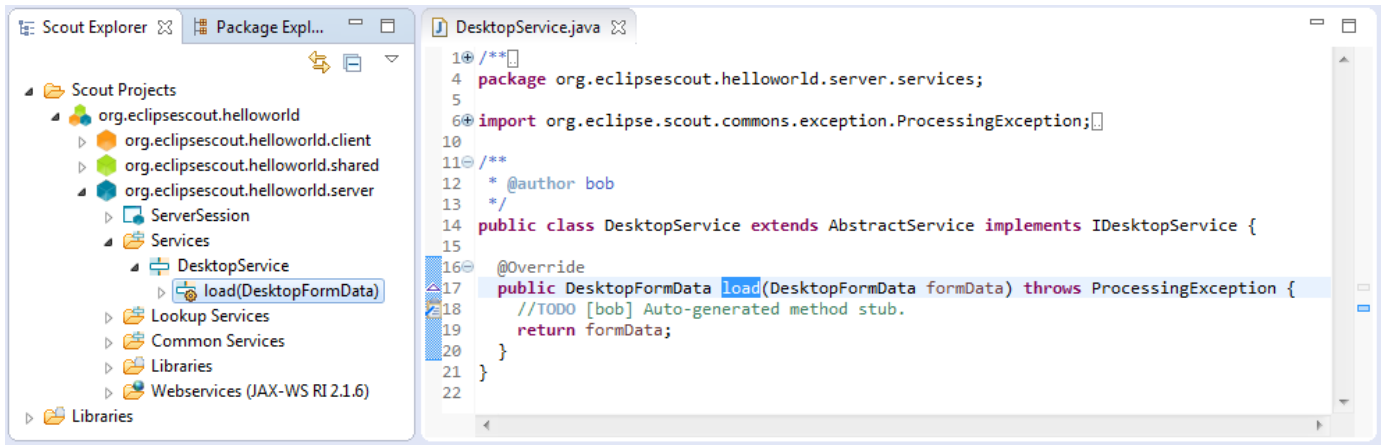 Scout Explorer
Package Expl...
Scout Projects
org.eclipsescout.helloworld
org.eclipsescout.helloworld.client
org.eclipsescout.helloworld.shared
org.eclipsescout.helloworld.server
ServerSession
Services
DesktopService
load(DesktopFormData)
Lookup Services
Common Services
Libraries
Webservices (JAX-WS RI 2.1.6)
Libraries
DesktopService.java
1 /**
4 package org.eclipsescout.helloworld.server.services;
5
6 import org.eclipse.scout.commons.exception.ProcessingException;
10
11 /**
12  * @author bob
13  */
14 public class DesktopService extends AbstractService implements IDesktopService {
15
16   @Override
17   public DesktopFormData load(DesktopFormData formData) throws ProcessingException {
18     //TODO [bob] Auto-generated method stub.
19     return formData;
20   }
21 }
22